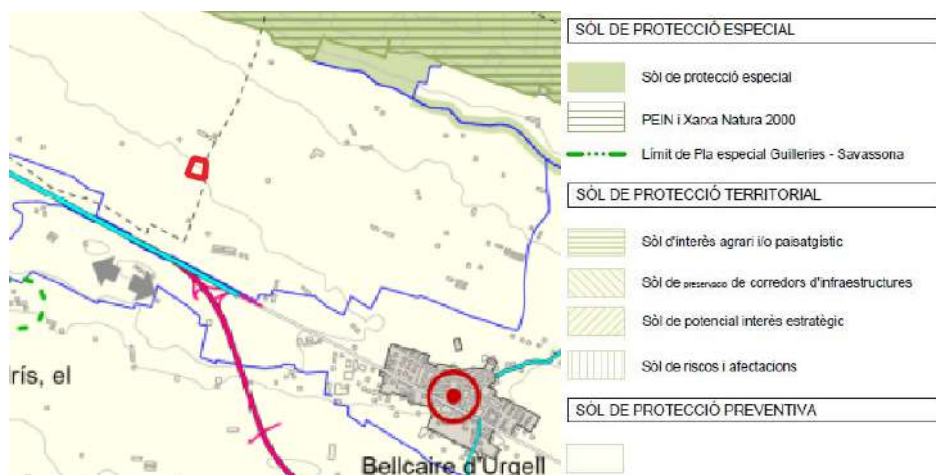 rís, el
Bellcaire d'Urgell
SÒL DE PROTECCIÓ ESPECIAL
Sòl de protecció especial
PEIN i Xarxa Natura 2000
Límit de Pla especial Guilleries - Savassona
SÒL DE PROTECCIÓ TERRITORIAL
Sòl d'interès agrari i/o paisatgístic
Sòl de preservació de corredors d'infraestructures
Sòl de potencial interès estratègic
Sòl de riscos i afectacions
SÒL DE PROTECCIÓ PREVENTIVA